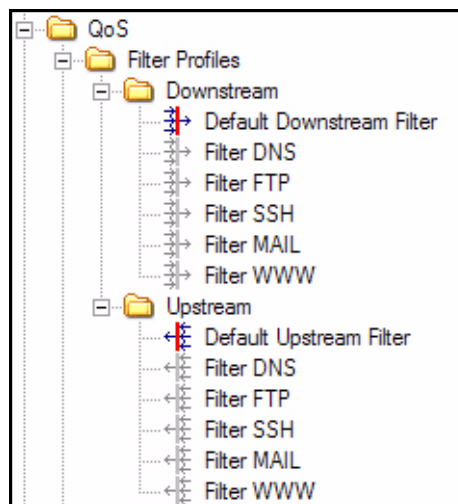 QoS
Filter Profiles
Downstream
Default Downstream Filter
Filter DNS
Filter FTP
Filter SSH
Filter MAIL
Filter WWW
Upstream
Default Upstream Filter
Filter DNS
Filter FTP
Filter SSH
Filter MAIL
Filter WWW